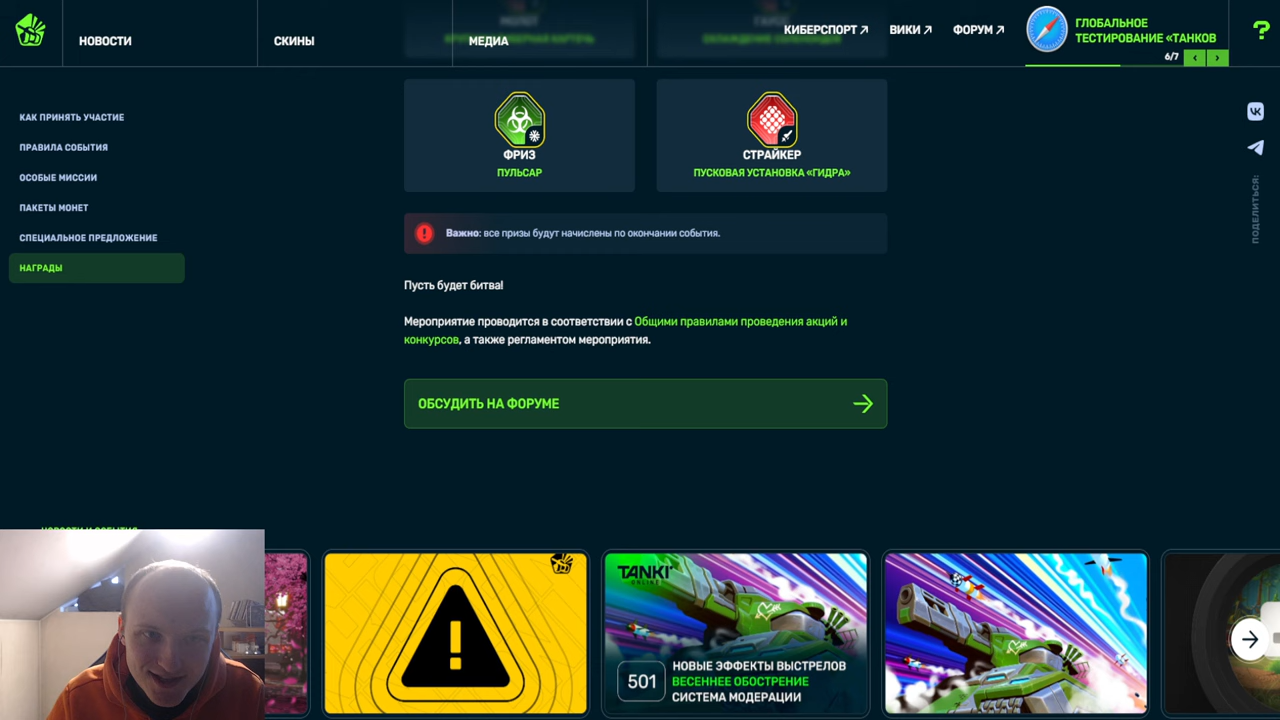 НОВОСТИ
СКИНЫ
МЕДИА
КИБЕРСПОРТ
ВИКИ
ФОРУМ
ГЛОБАЛЬНОЕ
ТЕСТИРОВАНИЕ «ТАНКОВ
6/7
?
КАК ПРИНЯТЬ УЧАСТИЕ
ПРАВИЛА СОБЫТИЯ
ОСОБЫЕ МИССИИ
ПАКЕТЫ МОНЕТ
СПЕЦИАЛЬНОЕ ПРЕДЛОЖЕНИЕ
НАГРАДЫ
ФРИЗ
ПУЛЬСАР
СТРАЙКЕР
ПУСКОВАЯ УСТАНОВКА «ГИДРА»
Важно: все призы будут начислены по окончании события.
Пусть будет битва!
Мероприятие проводится в соответствии с Общими правилами проведения акций и
конкурсов, а также регламентом мероприятия.
ОБСУДИТЬ НА ФОРУМЕ
ПОДЕЛИТЬСЯ:
НОВОСТИ И СОБЫТИЯ
!
TANKI
ONLINE
501
НОВЫЕ ЭФФЕКТЫ ВЫСТРЕЛОВ
ВЕСЕННЕЕ ОБОСТРЕНИЕ
СИСТЕМА МОДЕРАЦИИ